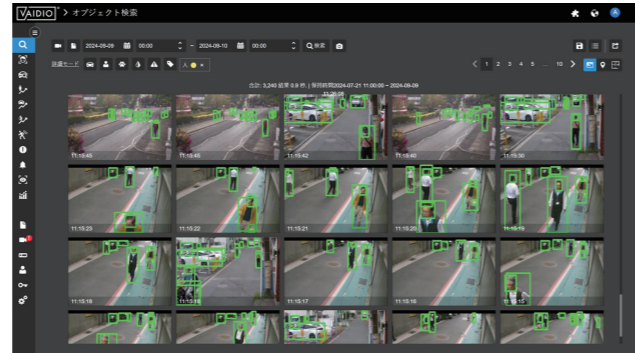 VAIDIO > オブジェクト検索
2024-09-09 00:00 - 2024-09-10 00:00 検索
詳細モード 人 × 1 2 3 4 5 ... 10
合計: 3,243 結果 0.9 秒, | 保持時間2024-07-21 11:00:00 ~ 2024-09-09
11:15:45 11:15:45 11:15:42 11:15:40 11:15:30
11:15:23 11:15:22 11:15:21 11:15:20 11:15:19
11:15:18 11:15:18 11:15:17 11:15:16 11:15:15